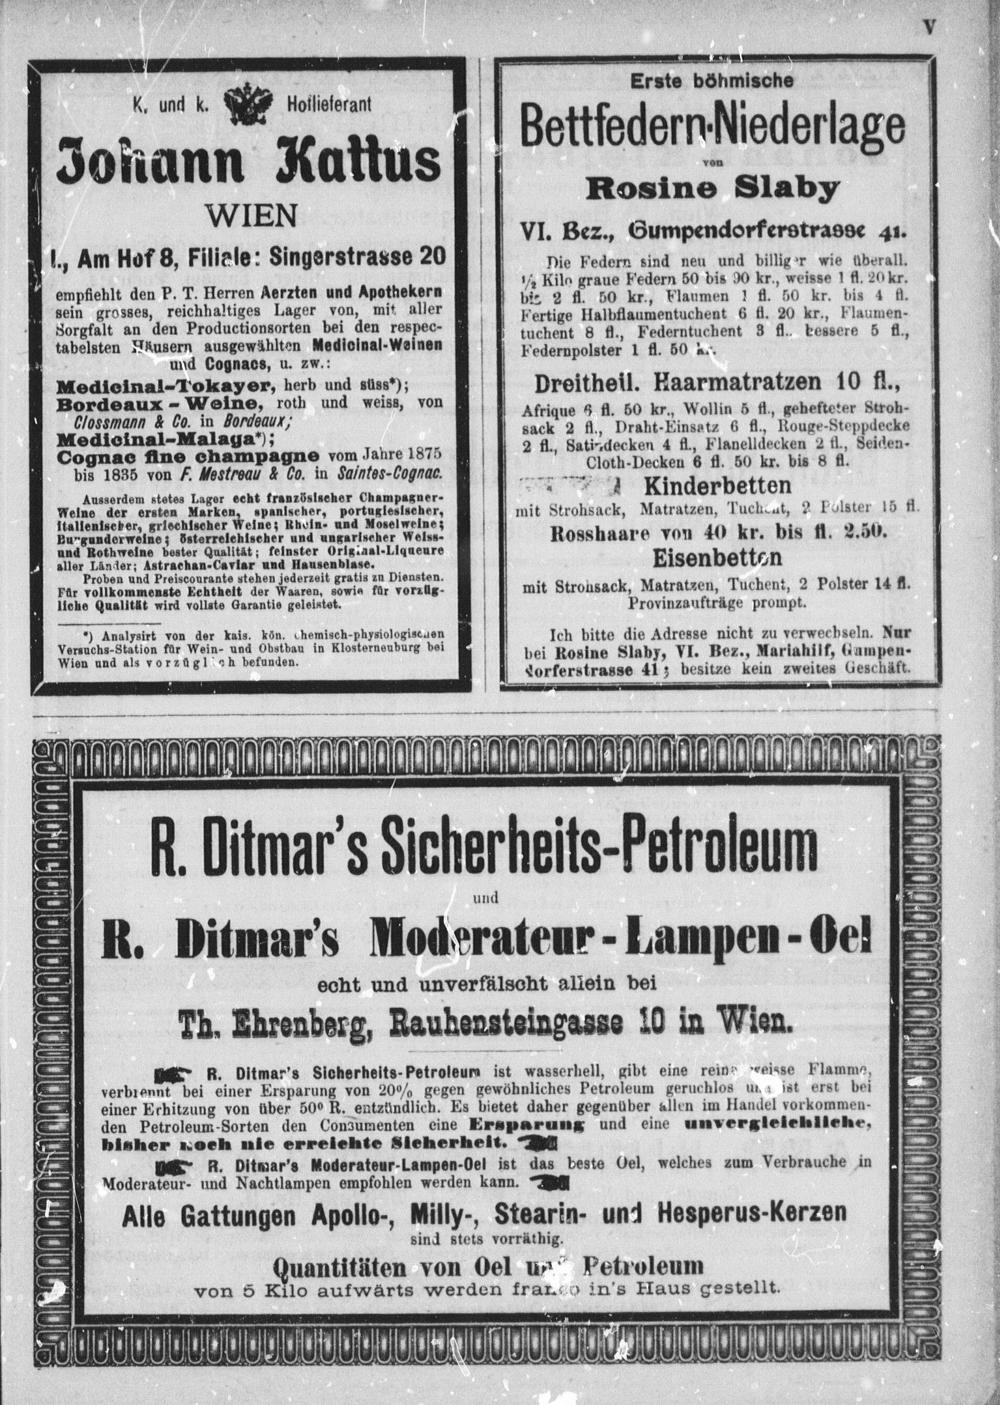 V
K. und k. Hoflieferant
Johann Kattus
WIEN
I., Am Hof 8, Filiale: Singerstrasse 20
empfiehlt den P. T. Herren Aerzten und Apothekern
sein grosses, reichhaltiges Lager von, mit aller
Sorgfalt an den Productionsorten bei den respec-
tabelsten Häusern ausgewählten Medicinal-Weinen
und Cognacs, u. zw.:
Medicinal-Tokayer, herb und süss*);
Bordeaux-Weine, roth und weiss, von
Clossmann & Co. in Bordeaux;
Medicinal-Malaga*);
Cognac fine champagne vom Jahre 1875
bis 1835 von F. Mestreau & Co. in Saintes-Cognac.
Ausserdem stetes Lager echt französischer Champagner-
Weine der ersten Marken, spanischer, portugiesischer,
italienischer, griechischer Weine; Rhein- und Moselweine;
Burgunderweine; österreichischer und ungarischer Weiss-
und Rothweine bester Qualität; feinster Original-Liqueure
aller Länder; Astrachan-Caviar und Hausenblase.
Proben und Preiscourante stehen jederzeit gratis zu Diensten.
Für vollkommenste Echtheit der Waaren, sowie für vorzüg-
liche Qualität wird vollste Garantie geleistet.
*) Analysirt von der kais. kön. chemisch-physiologischen
Versuchs-Station für Wein- und Obstbau in Klosterneuburg bei
Wien und als vorzüglich befunden.
Erste böhmische
Bettfedern-Niederlage
von
Rosine Slaby
VI. Bez., Gumpendorferstrasse 41.
Die Federn sind neu und billiger wie überall.
1/2 Kilo graue Federn 50 bis 90 kr., weisse 1 fl. 20 kr.
bis 2 fl. 50 kr., Flaumen 1 fl. 50 kr. bis 4 fl.
Fertige Halbflaumentuchent 6 fl. 20 kr., Flaumen-
tuchent 8 fl., Federntuchent 3 fl., bessere 5 fl.,
Federnpolster 1 fl. 50 kr.
Dreitheil. Haarmatratzen 10 fl.,
Afrique 6 fl. 50 kr., Wollin 5 fl., gehefteter Stroh-
sack 2 fl., Draht-Einsatz 6 fl., Rouge-Steppdecke
2 fl., Satindecken 4 fl., Flanelldecken 2 fl., Seiden-
Cloth-Decken 6 fl. 50 kr. bis 8 fl.
Kinderbetten
mit Strohsack, Matratzen, Tuchent, 2 Polster 15 fl.
Rosshaare von 40 kr. bis fl. 2.50.
Eisenbetten
mit Strohsack, Matratzen, Tuchent, 2 Polster 14 fl.
Provinzaufträge prompt.
Ich bitte die Adresse nicht zu verwechseln. Nur
bei Rosine Slaby, VI. Bez., Mariahilf, Gumpen-
dorferstrasse 41; besitze kein zweites Geschäft.
R. Ditmar's Sicherheits-Petroleum
und
R. Ditmar's Moderateur-Lampen-Oel
echt und unverfälscht allein bei
Th. Ehrenberg, Rauhensteingasse 10 in Wien.
R. Ditmar's Sicherheits-Petroleum ist wasserhell, gibt eine reine weisse Flamme,
verbrennt bei einer Ersparung von 20% gegen gewöhnliches Petroleum geruchlos und ist erst bei
einer Erhitzung von über 50° R. entzündlich. Es bietet daher gegenüber allen im Handel vorkommen-
den Petroleum-Sorten den Consumenten eine Ersparung und eine unvergleichliche,
bisher noch nie erreichte Sicherheit.
R. Ditmar's Moderateur-Lampen-Oel ist das beste Oel, welches zum Verbrauche in
Moderateur- und Nachtlampen empfohlen werden kann.
Alle Gattungen Apollo-, Milly-, Stearin- und Hesperus-Kerzen
sind stets vorräthig.
Quantitäten von Oel und Petroleum
von 5 Kilo aufwärts werden franco in's Haus gestellt.